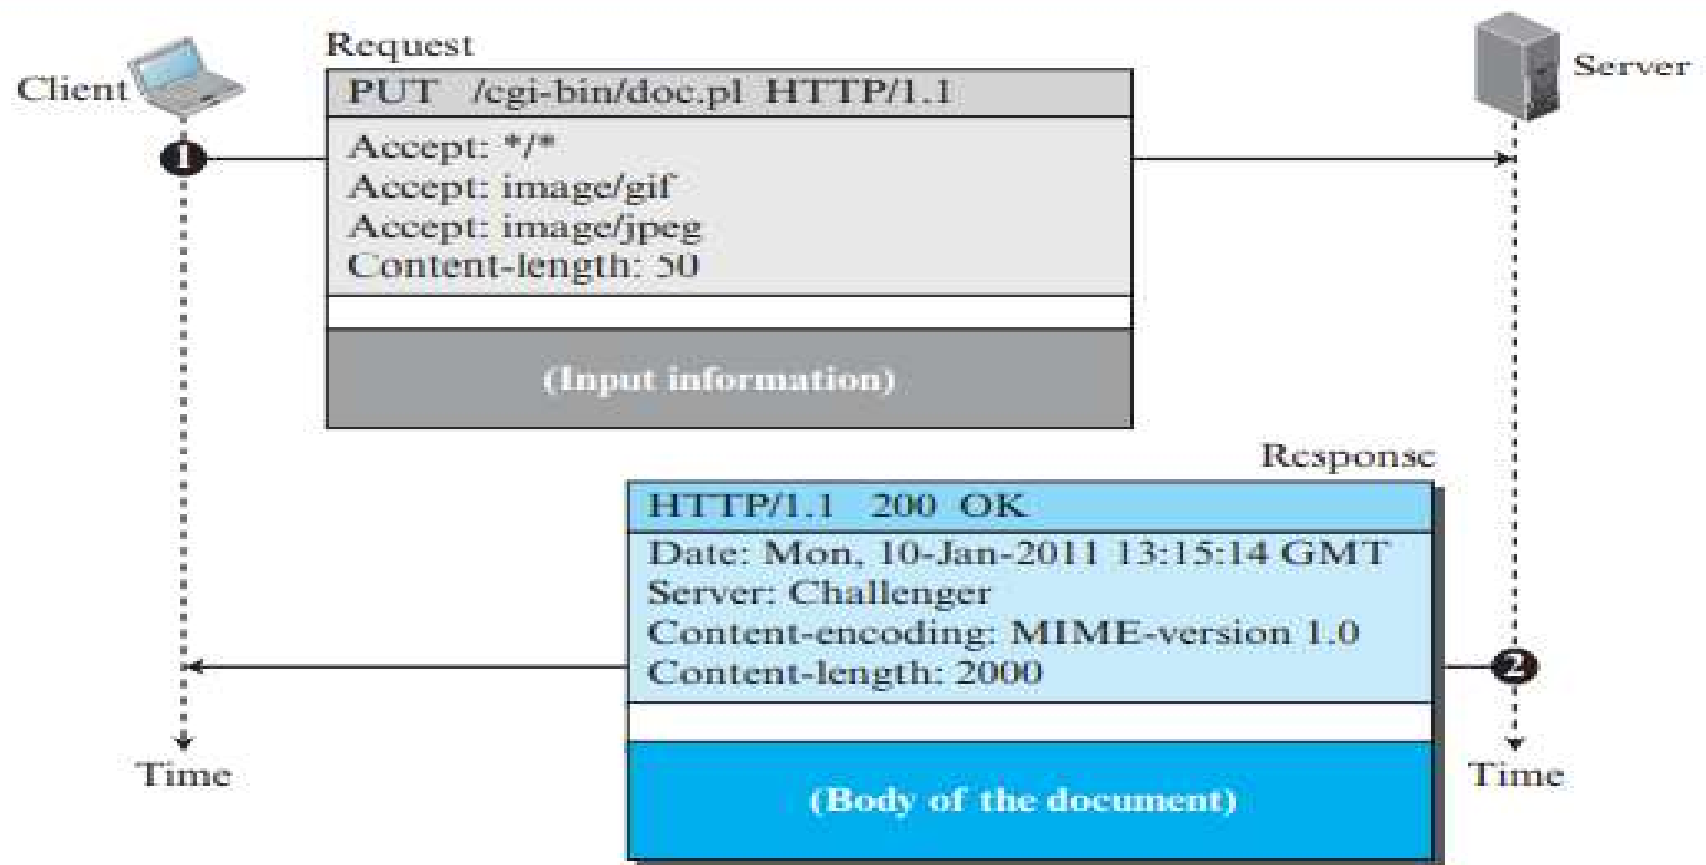 Client
Request
Server
PUT /cgi-bin/doc.pl HTTP/1.1
1
Accept: */*
Accept: image/gif
Accept: image/jpeg
Content-length: 50
(Input information)
Response
HTTP/1.1 200 OK
Date: Mon, 10-Jan-2011 13:15:14 GMT
Server: Challenger
Content-encoding: MIME-version 1.0
Content-length: 2000
2
Time
Time
(Body of the document)